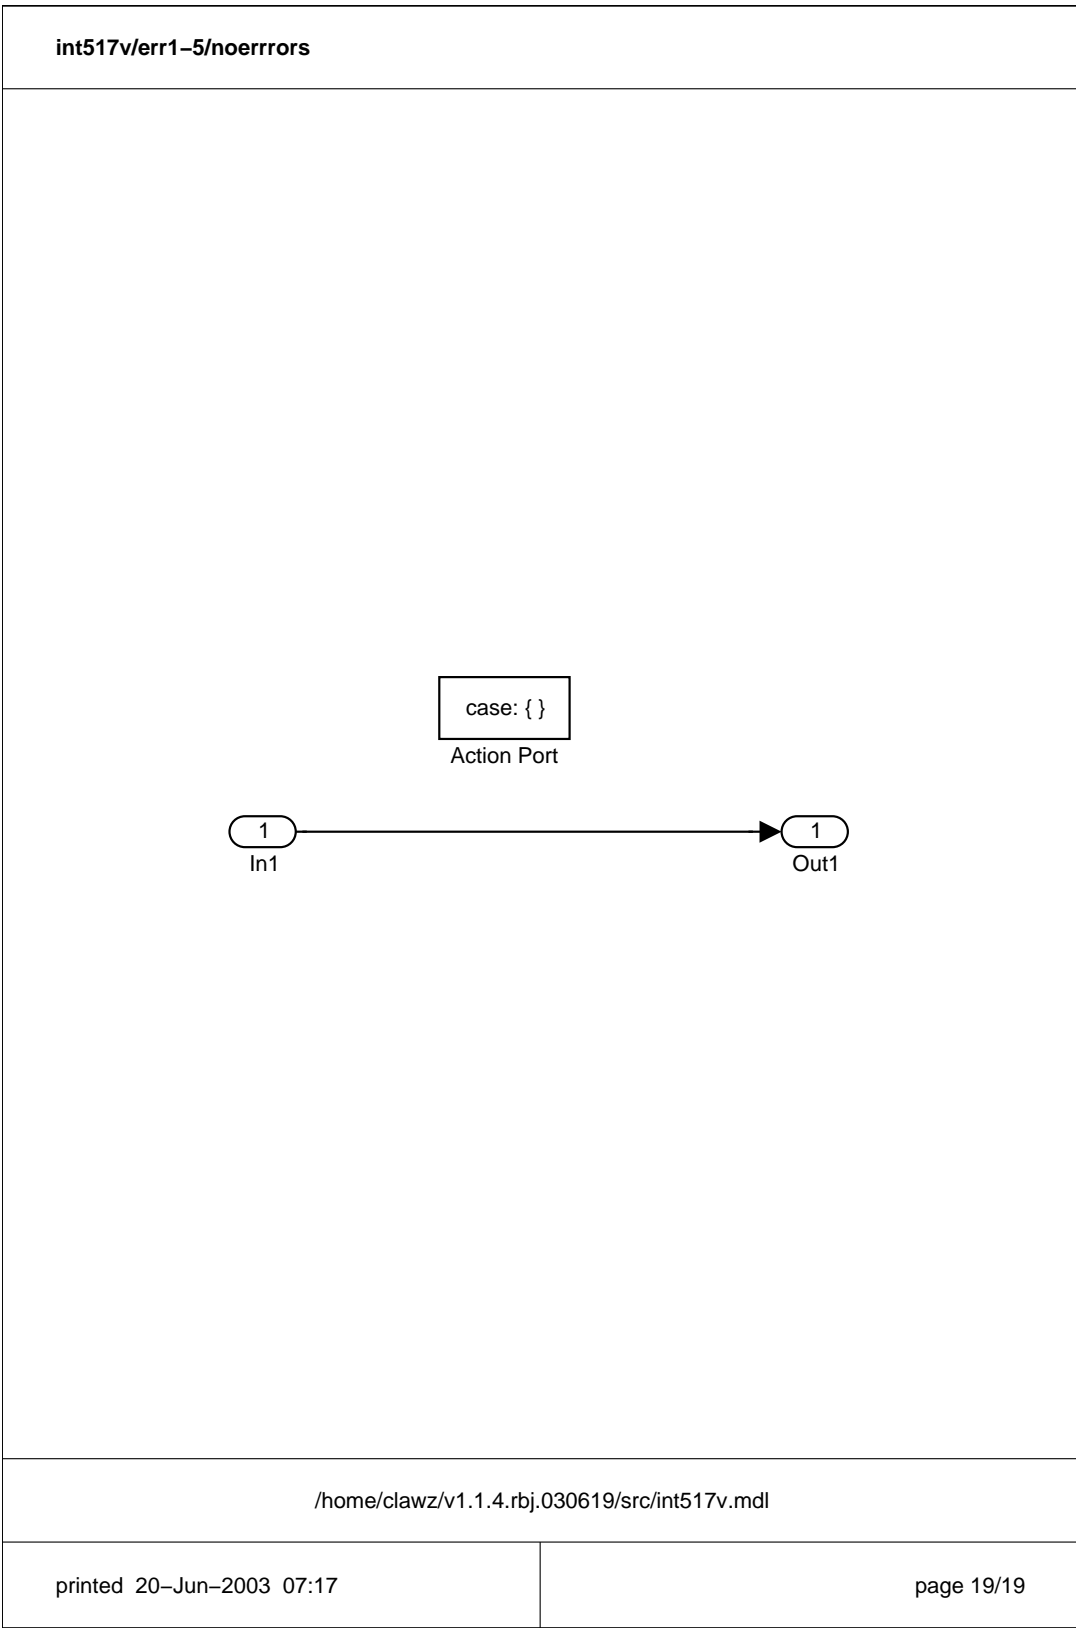 int517v/err1−5/noerrrors
case: { }
Action Port
1
1
In1
Out1
/home/clawz/v1.1.4.rbj.030619/src/int517v.mdl
printed 20−Jun−2003 07:17
page 19/19